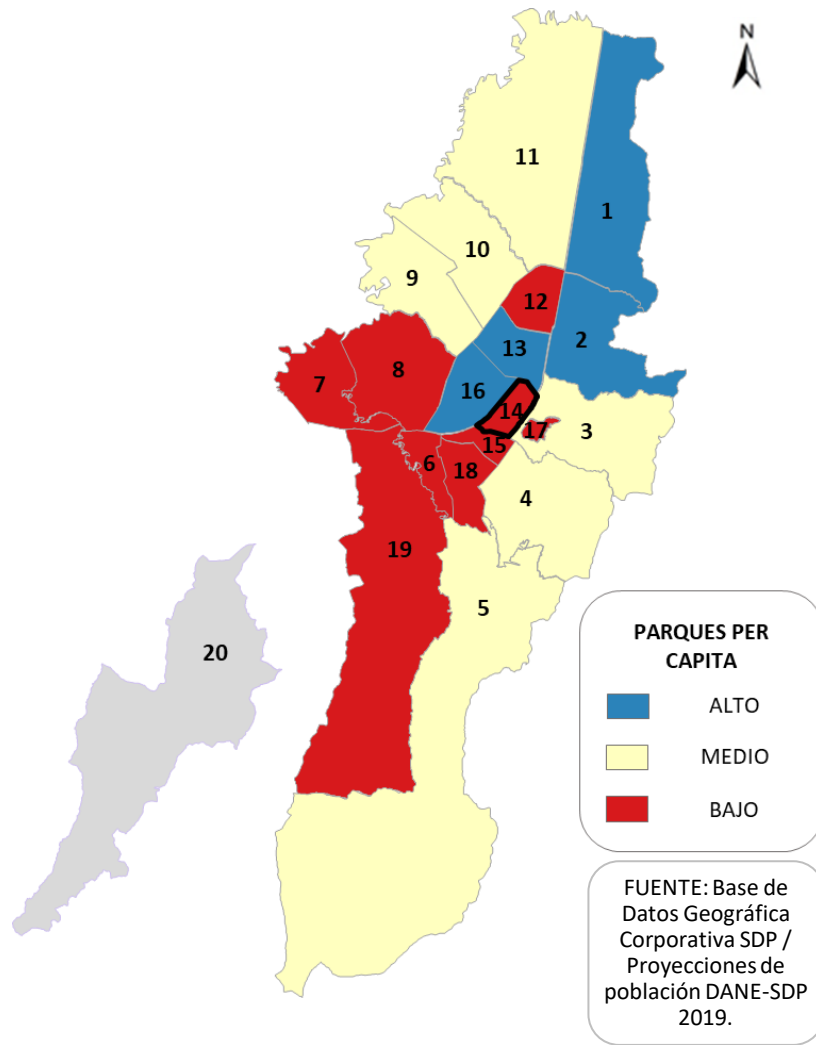 N
11
1
10
9
12
2
13
8
7
16
14
17
3
15
6
18
4
19
5
20
PARQUES PER
CAPITA
ALTO
MEDIO
BAJO
FUENTE: Base de
Datos Geográfica
Corporativa SDP /
Proyecciones de
población DANE-SDP
2019.